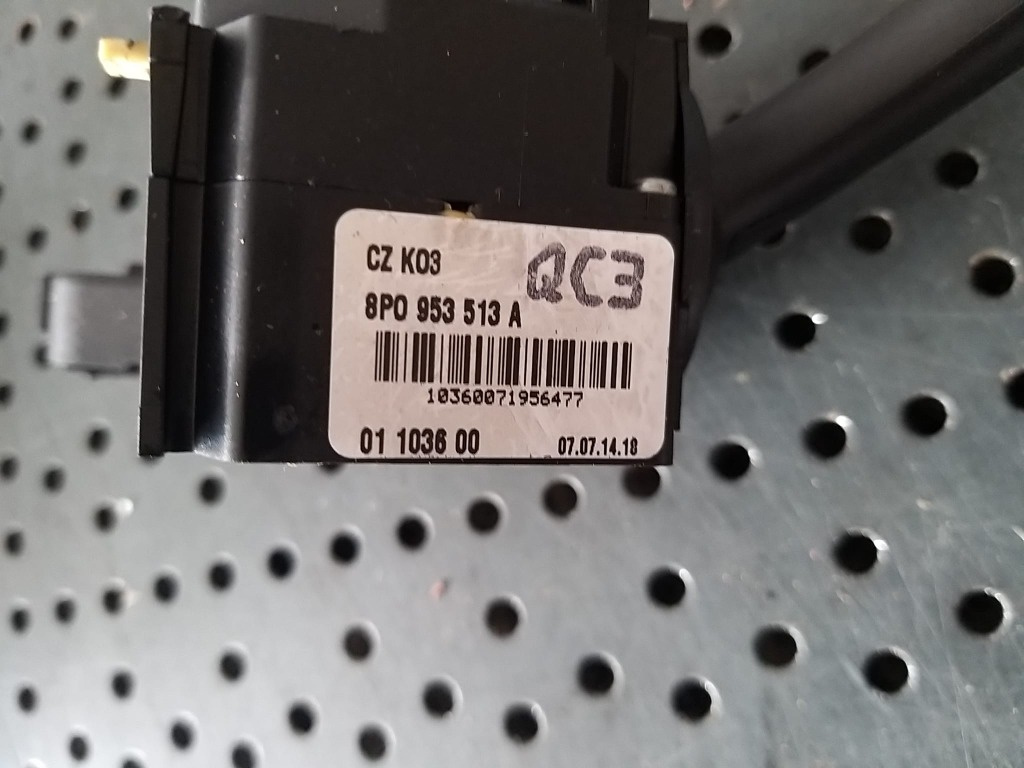 CZ K03
QC3
8P0 953 513 A
10360071956477
01 1036 00
07.07.14.18